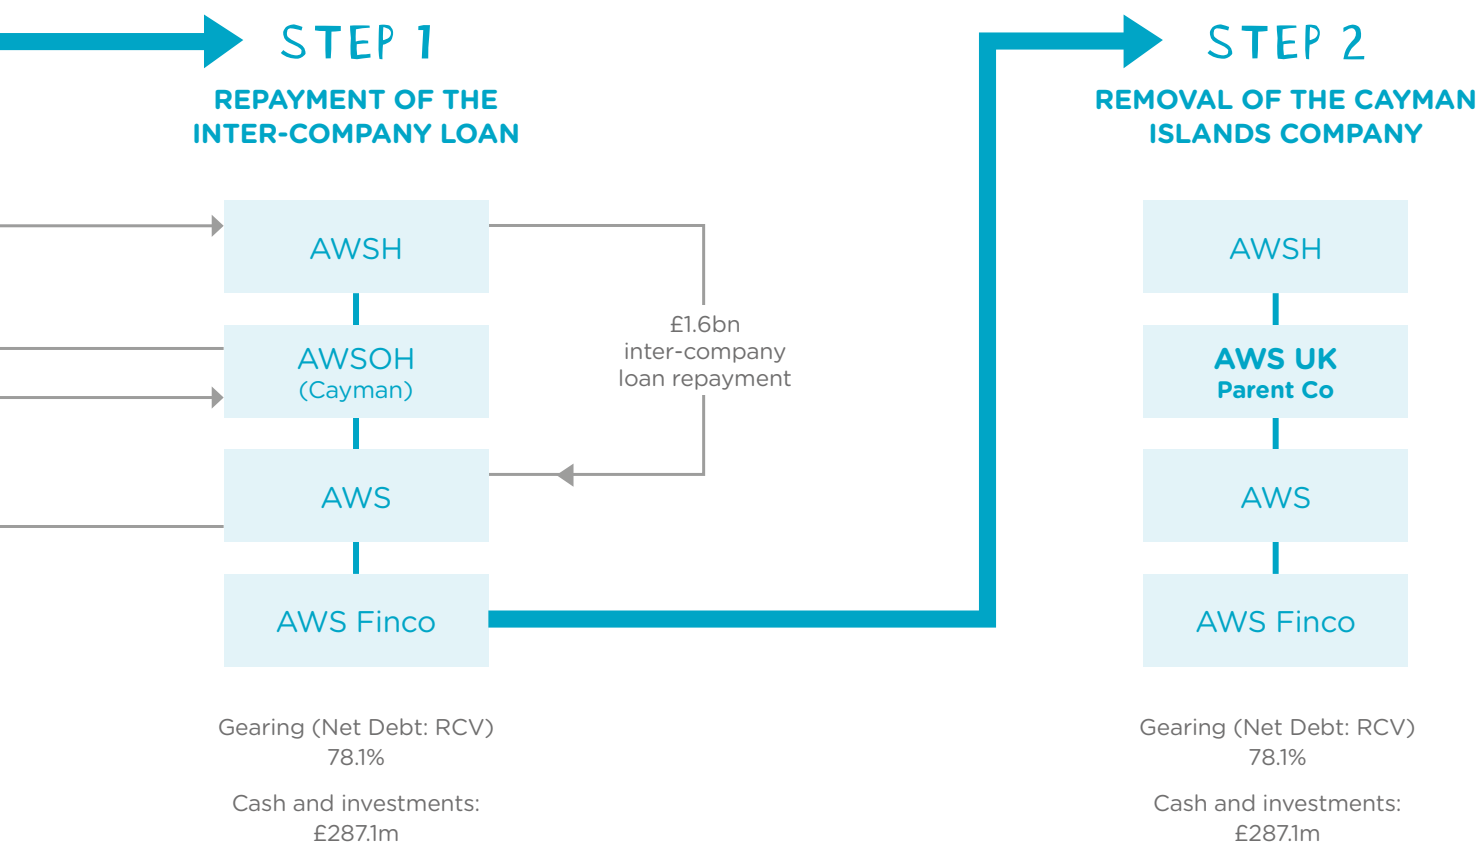 STEP 1
REPAYMENT OF THE
INTER-COMPANY LOAN
AWSH
AWSOH
(Cayman)
AWS
AWS Finco
£1.6bn
inter-company
loan repayment
Gearing (Net Debt: RCV)
78.1%
Cash and investments:
£287.1m
STEP 2
REMOVAL OF THE CAYMAN
ISLANDS COMPANY
AWSH
AWS UK
Parent Co
AWS
AWS Finco
Gearing (Net Debt: RCV)
78.1%
Cash and investments:
£287.1m